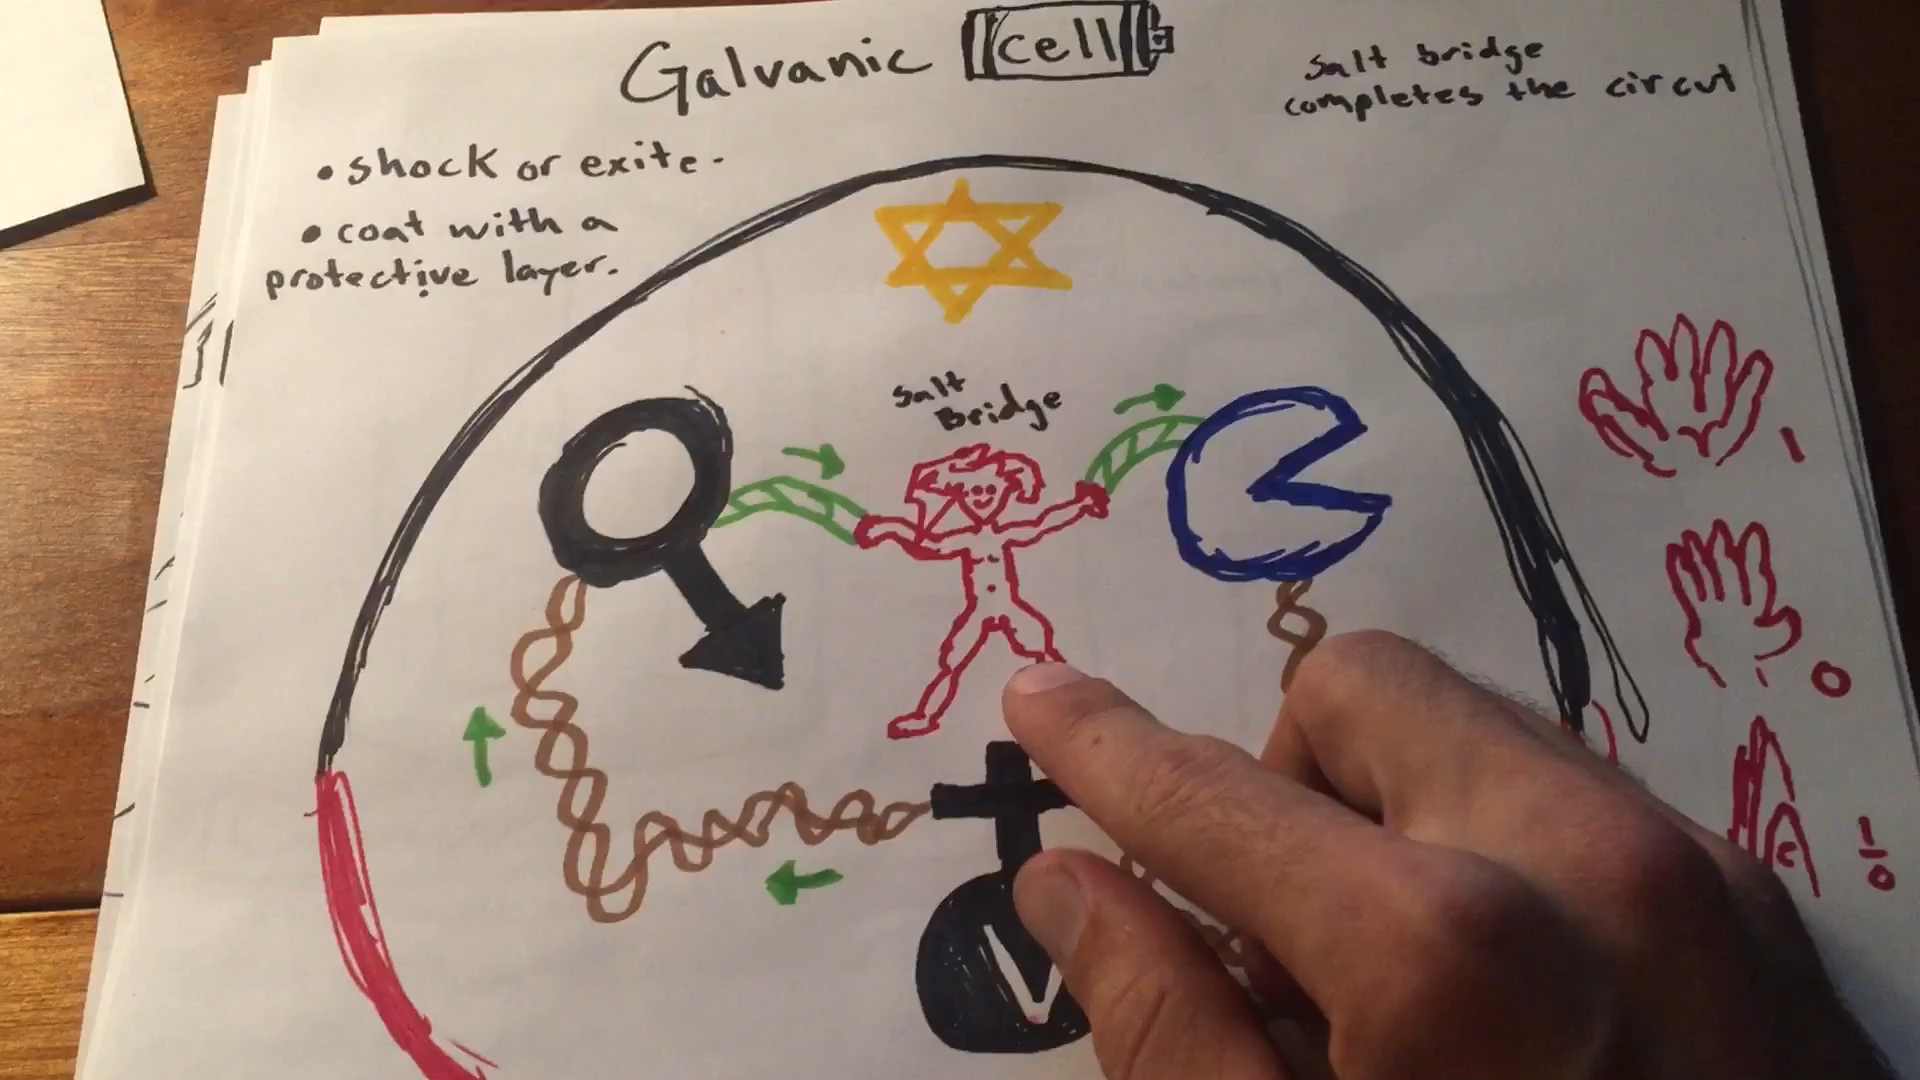 Galvanic cell
salt bridge
completes the circut
• shock or exite.
• coat with a
protective layer.
Salt
Bridge
1
0
1
0
V